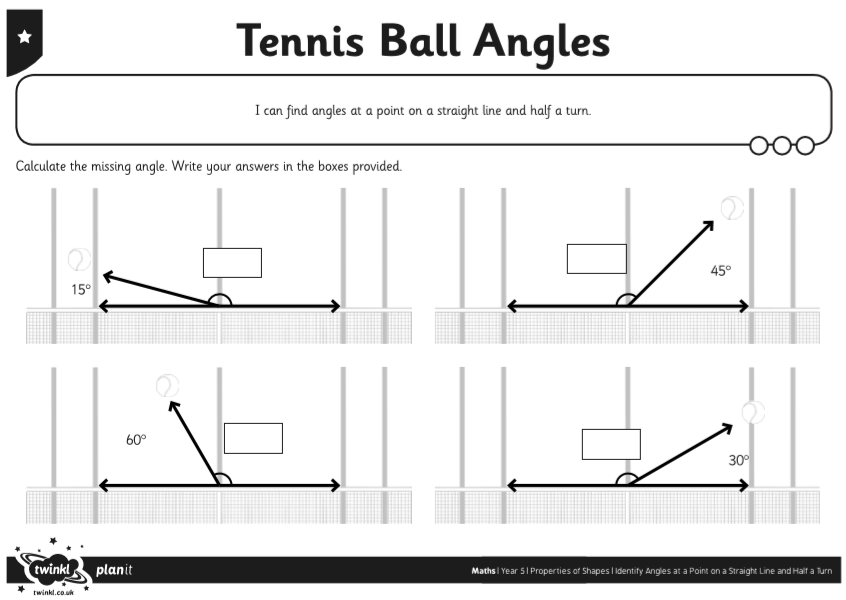 Tennis Ball Angles
I can find angles at a point on a straight line and half a turn.
Calculate the missing angle. Write your answers in the boxes provided.
15°
45°
60°
30°
twinkl
planit
twinkl.co.uk
Maths | Year 5 | Properties of Shapes | Identify Angles at a Point on a Straight Line and Half a Turn